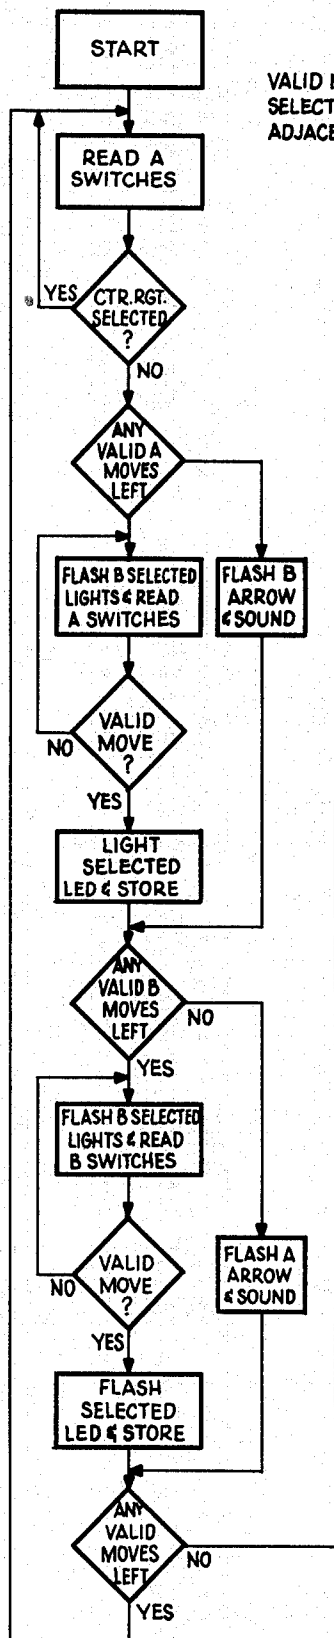 START
VALID
SELECT
ADJACE
READ A
SWITCHES
YES
CTR. RGT.
SELECTED
?
NO
ANY
VALID A
MOVES
LEFT
FLASH B SELECTED
LIGHTS & READ
A SWITCHES
FLASH B
ARROW
& SOUND
VALID
MOVE
?
NO
YES
LIGHT
SELECTED
LED & STORE
ANY
VALID B
MOVES
LEFT
NO
YES
FLASH B SELECTED
LIGHTS & READ
B SWITCHES
VALID
MOVE
?
NO
YES
FLASH A
ARROW
& SOUND
FLASH
SELECTED
LED & STORE
ANY
VALID
MOVES
LEFT
NO
YES